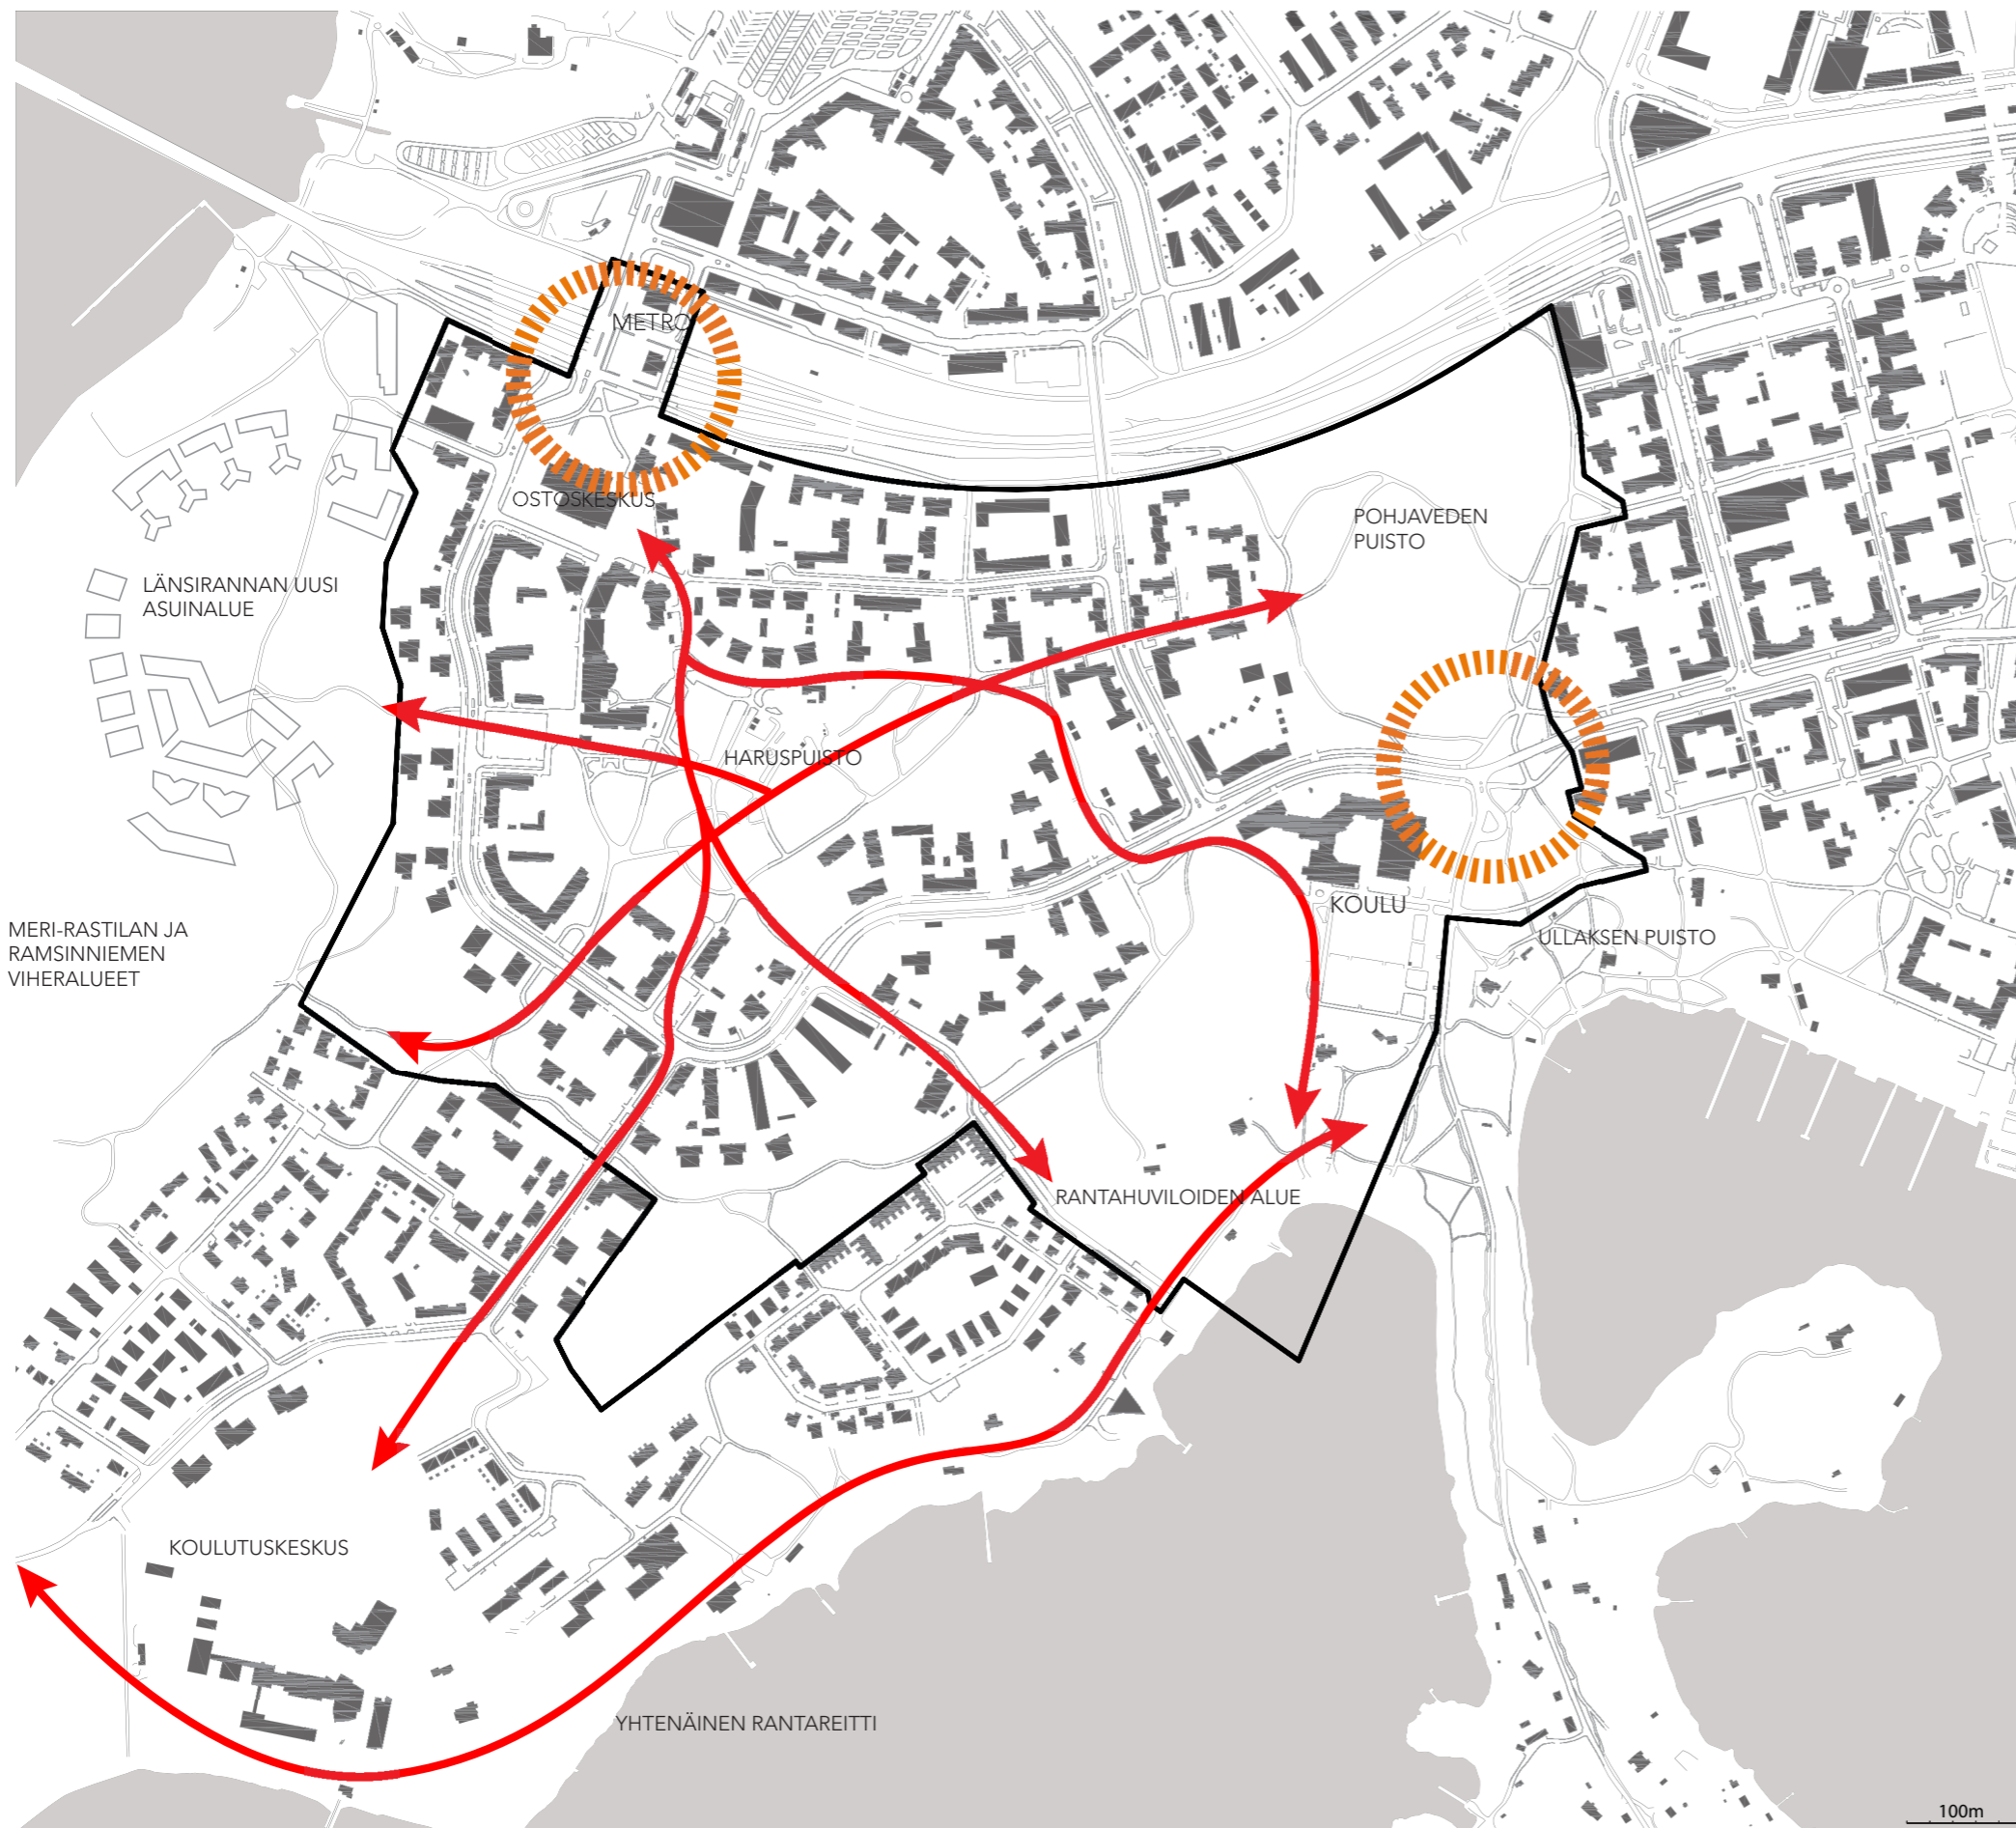 METRO
OSTOSKESKUS
POHJAVEDEN
PUISTO
LÄNSIRANNAN UUSI
ASUINALUE
HARUSPUISTO
KOULU
MERI-RASTILAN JA
RAMSINNIEMEN
VIHERALUEET
ULLAKSEN PUISTO
RANTAHUVILOIDEN ALUE
KOULUTUSKESKUS
YHTENÄINEN RANTAREITTI
100m